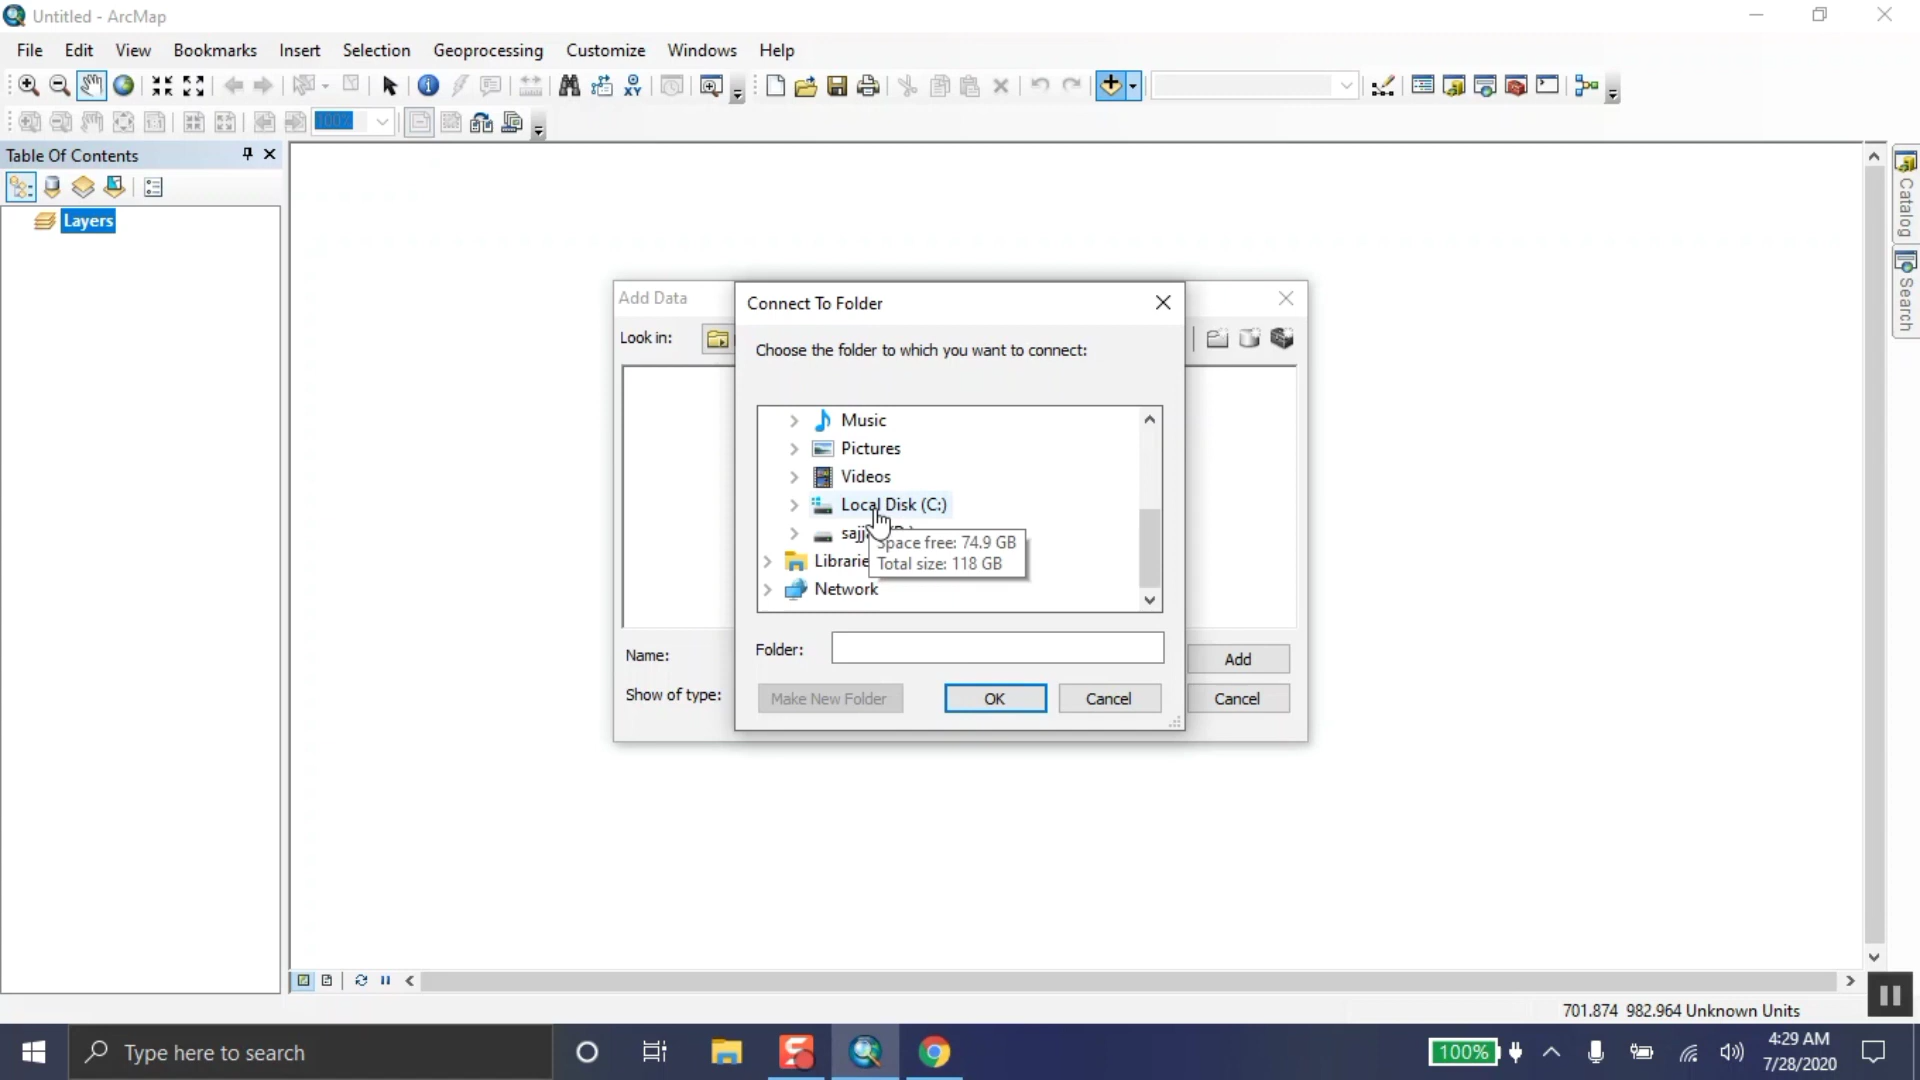 Untitled - ArcMap
File Edit View Bookmarks Insert Selection Geoprocessing Customize Windows Help
100%
Table Of Contents
Layers
Catalog
Search
Add Data
Look in:
Name:
Show of type:
Add
Cancel
Connect To Folder
Choose the folder to which you want to connect:
Music
Pictures
Videos
Local Disk (C:)
Space free: 74.9 GB
Total size: 118 GB
Network
Folder:
Make New Folder OK Cancel
701.874 982.964 Unknown Units
Type here to search
100%
4:29 AM
7/28/2020